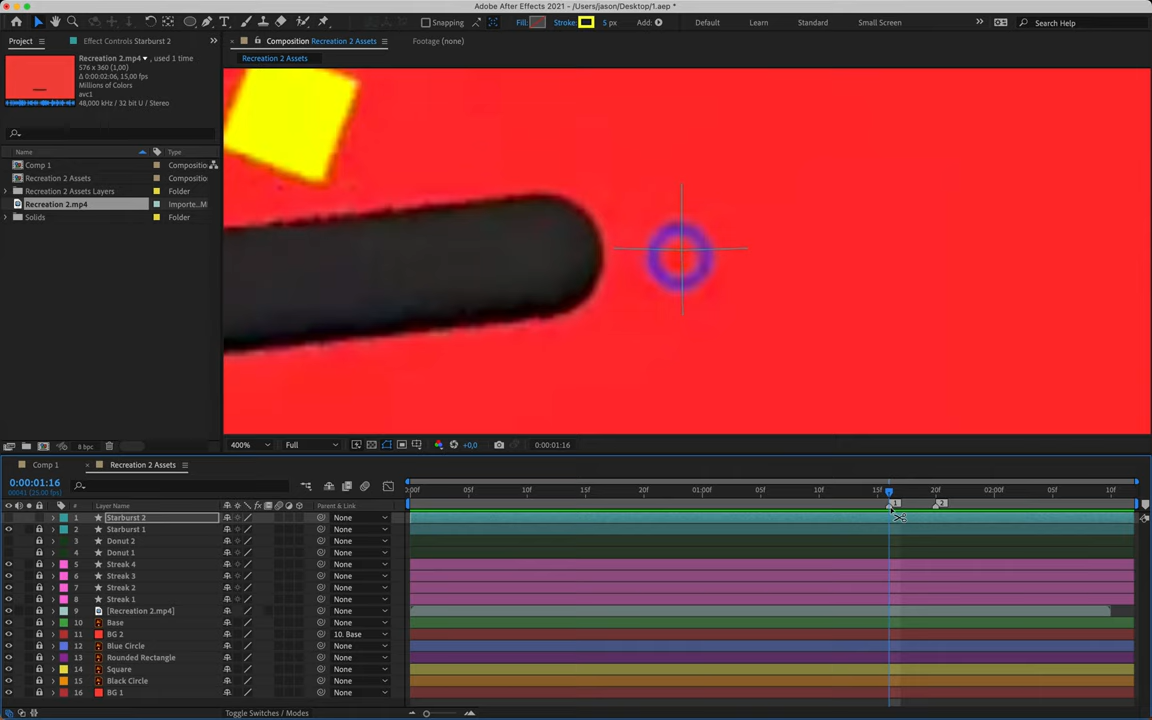 Adobe After Effects 2021 - /Users/jason/Desktop/1.aep *
Snapping Fill: Stroke: 5 px Add: Default Learn Standard Small Screen Search Help
Project Effect Controls Starburst 2 Composition Recreation 2 Assets Footage (none)
Recreation 2.mp4, used 1 time
576 x 360 (1,00)
Δ 0:00:02:06, 15,00 fps
Millions of Colors
avc1
48,000 kHz / 32 bit U / Stereo
Recreation 2 Assets
Name Type
Comp 1 Compositio
Recreation 2 Assets Compositio
Recreation 2 Assets Layers Folder
Recreation 2.mp4 Importe...M
Solids Folder
8 bpc
400% Full +0,0 0:00:01:16
Comp 1 Recreation 2 Assets
0:00:01:16
00041 (25.00 fps)
:00f 05f 10f 15f 20f 01:00f 05f 10f 15f 20f 02:00f 05f 10f
# Layer Name Parent & Link
1 2
1 Starburst 2 None
2 Starburst 1 None
3 Donut 2 None
4 Donut 1 None
5 Streak 4 None
6 Streak 3 None
7 Streak 2 None
8 Streak 1 None
9 [Recreation 2.mp4] None
10 Base None
11 BG 2 10. Base
12 Blue Circle None
13 Rounded Rectangle None
14 Square None
15 Black Circle None
16 BG 1 None
Toggle Switches / Modes